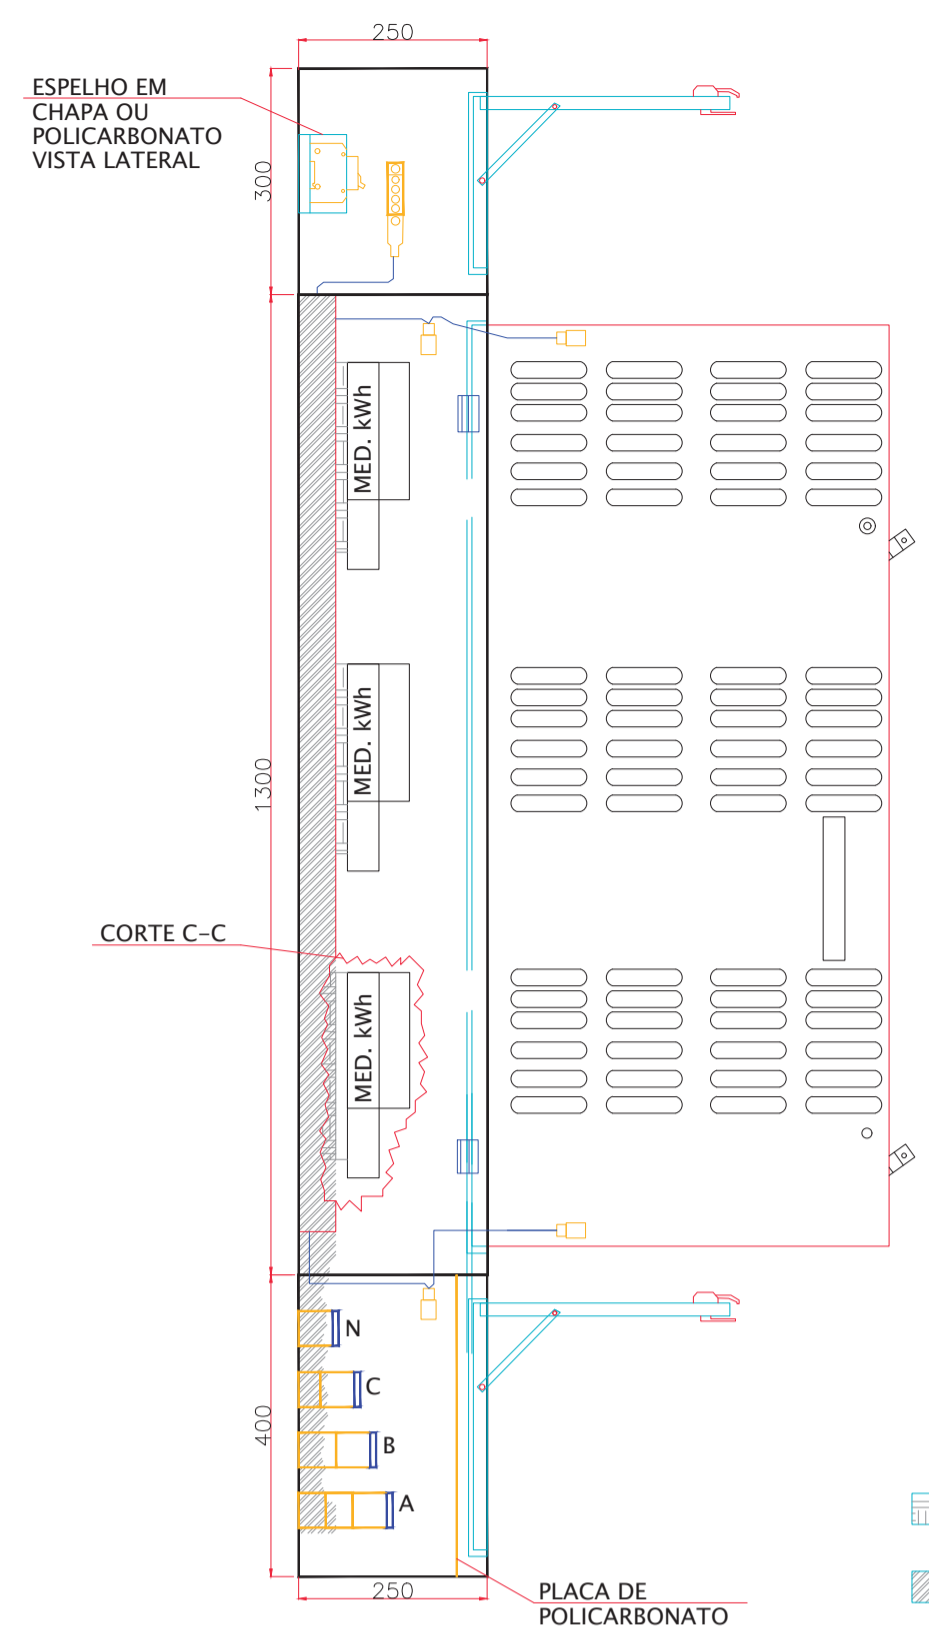 250
ESPELHO EM
CHAPA OU
POLICARBONATO
VISTA LATERAL
300
MED. kWh
MED. kWh
1300
CORTE C-C
MED. kWh
N
C
B
A
400
250
PLACA DE
POLICARBONATO